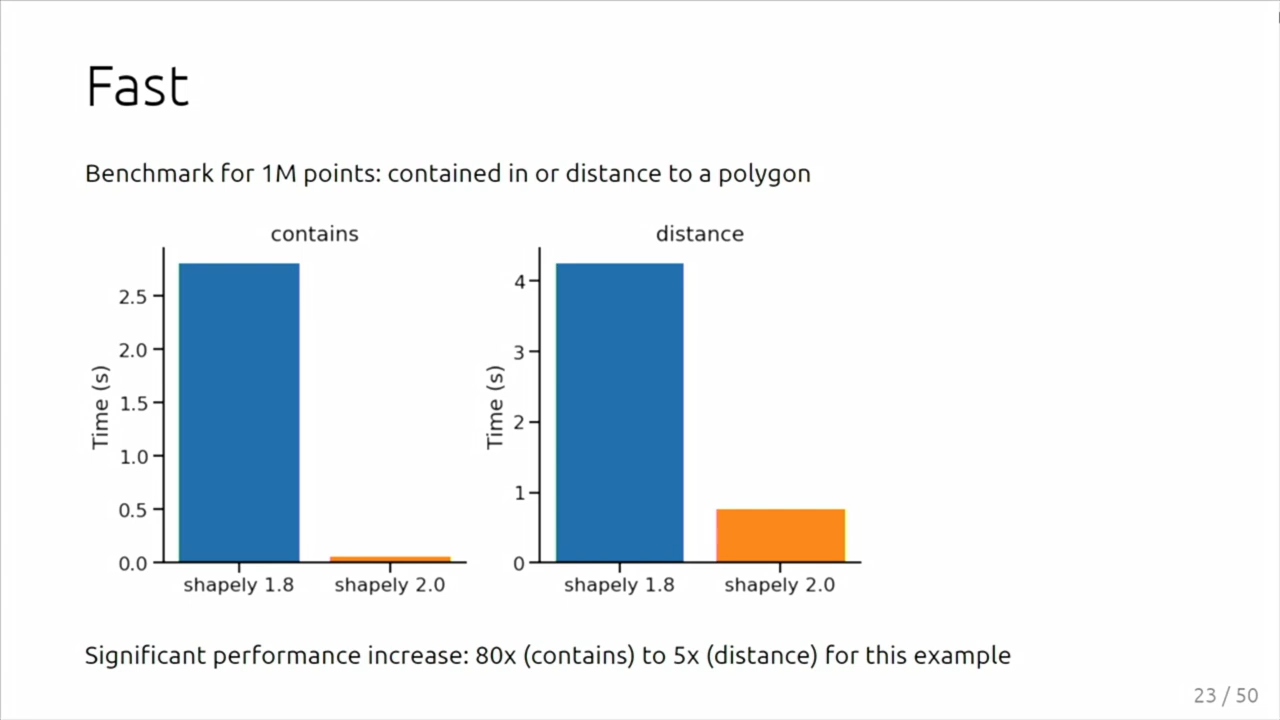 Fast
Benchmark for 1M points: contained in or distance to a polygon
contains
Time (s)
2.5
2.0
1.5
1.0
0.5
0.0
shapely 1.8
shapely 2.0
distance
Time (s)
4
3
2
1
0
shapely 1.8
shapely 2.0
Significant performance increase: 80x (contains) to 5x (distance) for this example
23 / 50